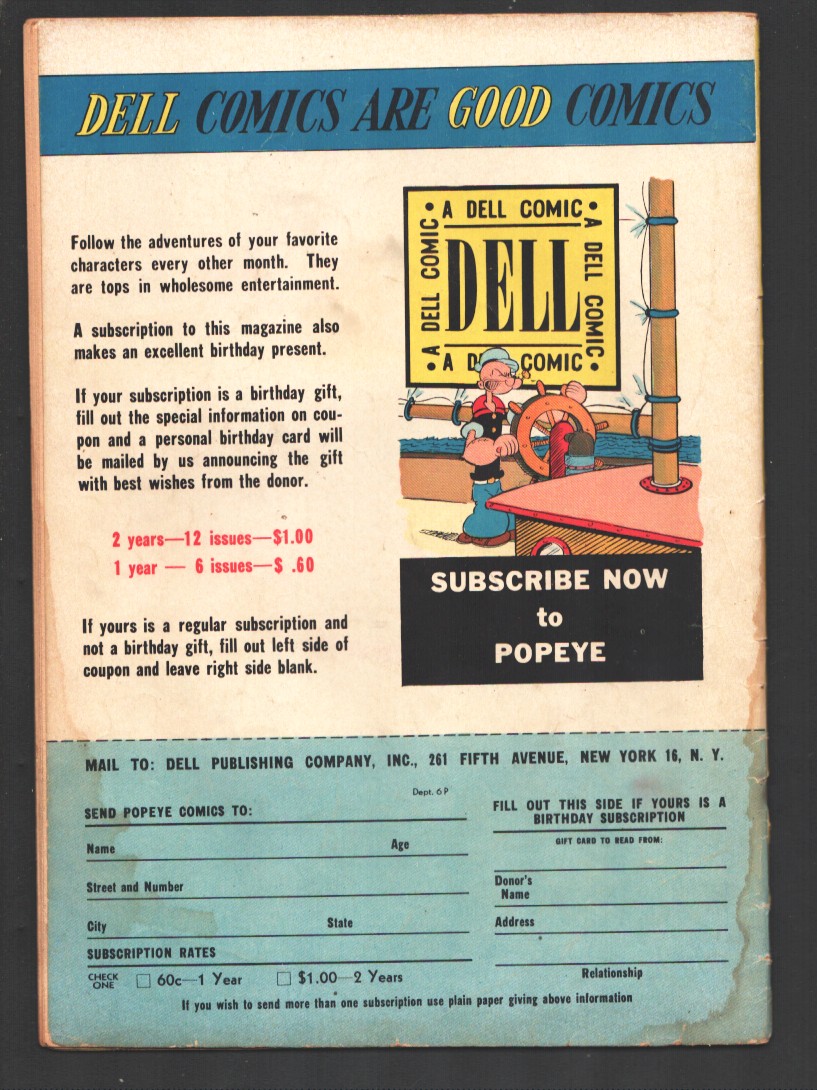 DELL COMICS ARE GOOD COMICS
Follow the adventures of your favorite
characters every other month. They
are tops in wholesome entertainment.
A subscription to this magazine also
makes an excellent birthday present.
If your subscription is a birthday gift,
fill out the special information on cou-
pon and a personal birthday card will
be mailed by us announcing the gift
with best wishes from the donor.
2 years—12 issues—$1.00
1 year — 6 issues—$ .60
If yours is a regular subscription and
not a birthday gift, fill out left side of
coupon and leave right side blank.
• A DELL COMIC •
A DELL COMIC
DELL
A DELL COMIC
• A D COMIC •
SUBSCRIBE NOW
to
POPEYE
MAIL TO: DELL PUBLISHING COMPANY, INC., 261 FIFTH AVENUE, NEW YORK 16, N. Y.
Dept. 6 P
SEND POPEYE COMICS TO:
Name Age
Street and Number
City State
SUBSCRIPTION RATES
CHECK
ONE
60c—1 Year $1.00—2 Years
FILL OUT THIS SIDE IF YOURS IS A
BIRTHDAY SUBSCRIPTION
GIFT CARD TO READ FROM:
Donor's
Name
Address
Relationship
If you wish to send more than one subscription use plain paper giving above information